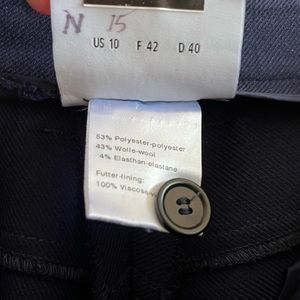 N 15
US 10 F 42 D 40
53% Polyester-polyester
43% Wolle-wool
4% Elasthan-elastane
Futter-lining:
100% Viscose